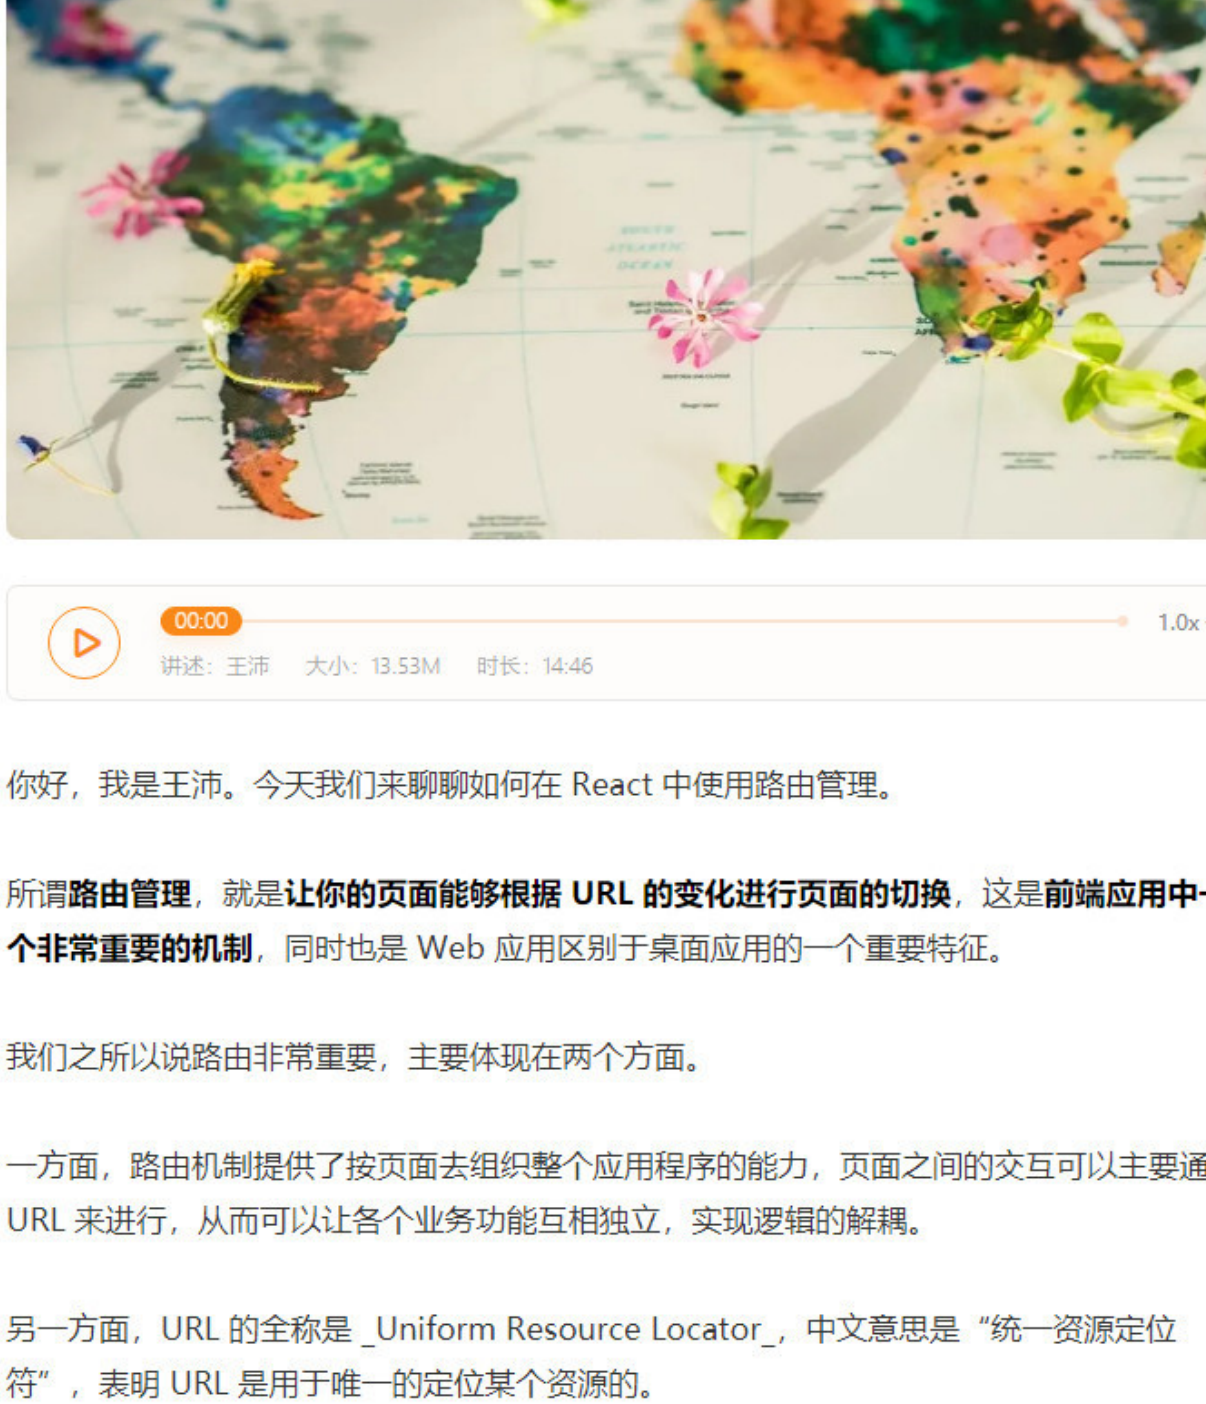 SOUTH
ATLANTIC
OCEAN
00:00
1.0x
讲述：王沛 大小：13.53M 时长：14:46
你好，我是王沛。今天我们来聊聊如何在 React 中使用路由管理。
所谓路由管理，就是让你的页面能够根据 URL 的变化进行页面的切换，这是前端应用中一
个非常重要的机制，同时也是 Web 应用区别于桌面应用的一个重要特征。
我们之所以说路由非常重要，主要体现在两个方面。
一方面，路由机制提供了按页面去组织整个应用程序的能力，页面之间的交互可以主要通
URL 来进行，从而可以让各个业务功能互相独立，实现逻辑的解耦。
另一方面，URL 的全称是 _Uniform Resource Locator_，中文意思是“统一资源定位
符”，表明 URL 是用于唯一的定位某个资源的。